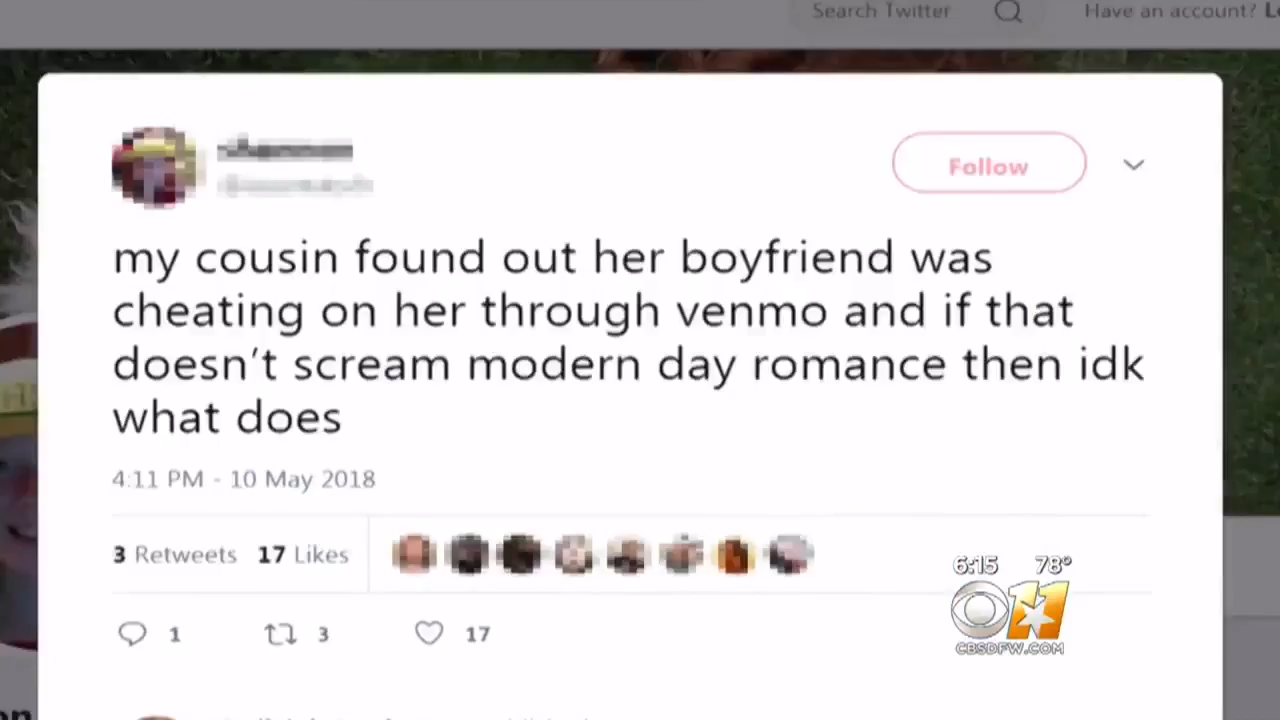 Search Twitter
Have an account?
Follow
my cousin found out her boyfriend was
cheating on her through venmo and if that
doesn't scream modern day romance then idk
what does
4:11 PM - 10 May 2018
3 Retweets 17 Likes
6:15 78°
11
CBSDFW.COM
1 3 17